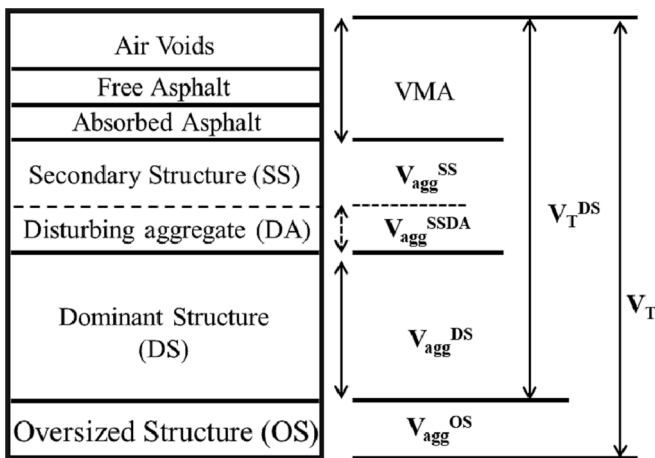 Air Voids
Free Asphalt
Absorbed Asphalt
Secondary Structure (SS)
Disturbing aggregate (DA)
Dominant Structure
(DS)
Oversized Structure (OS)
VMA
V_agg^SS
V_agg^SSDA
V_agg^DS
V_agg^OS
V_T^DS
V_T